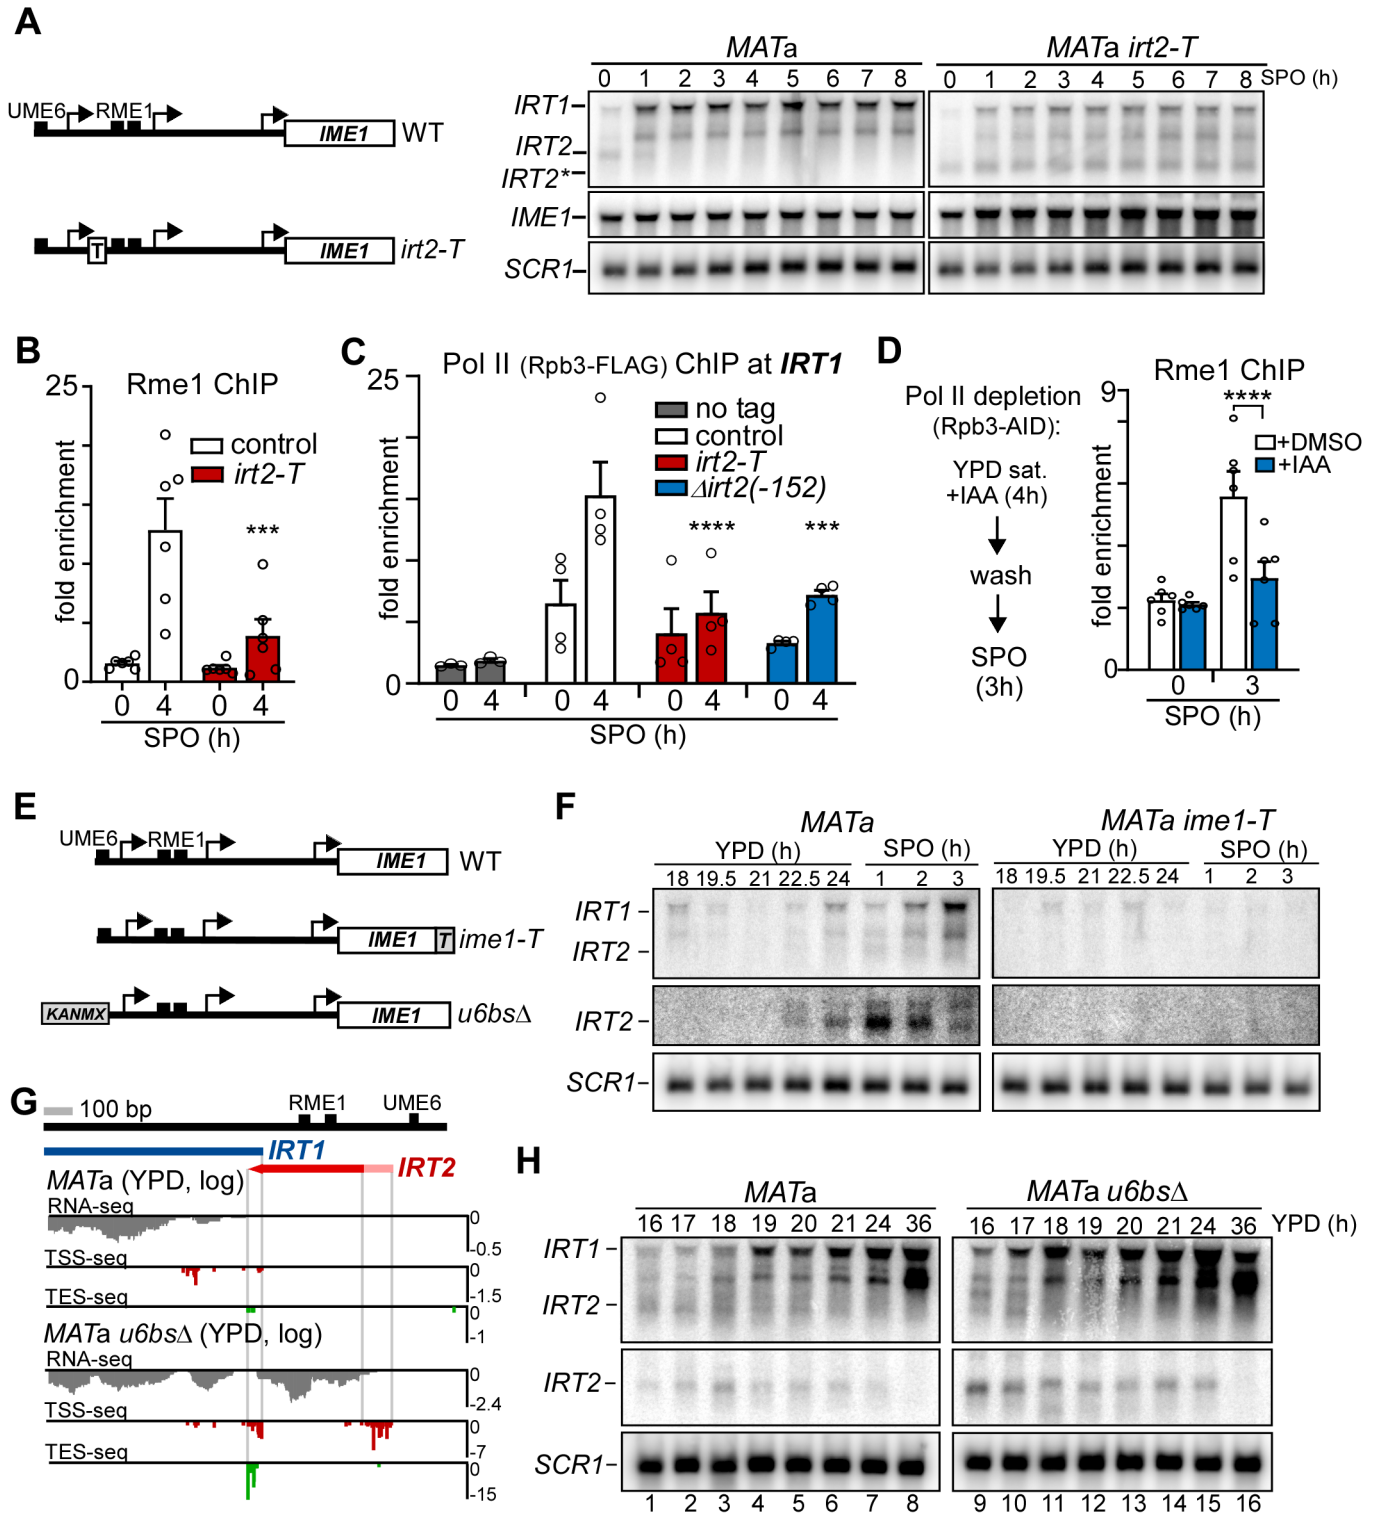 A
MATa
MATa irt2-T
0 1 2 3 4 5 6 7 8
0 1 2 3 4 5 6 7 8 SPO (h)
UME6 RME1
IME1 WT
T
IME1 irt2-T
IRT1
IRT2
IRT2*
IME1
SCR1
B
Rme1 ChIP
25
0
fold enrichment
control
irt2-T
***
0 4 0 4
SPO (h)
C
Pol II (Rpb3-FLAG) ChIP at IRT1
25
0
fold enrichment
no tag
control
irt2-T
Δirt2(-152)
**** ***
0 4 0 4 0 4 0 4
SPO (h)
D
Pol II depletion
(Rpb3-AID):
YPD sat.
+IAA (4h)
wash
SPO
(3h)
Rme1 ChIP
9
0
fold enrichment
****
+DMSO
+IAA
0 3
SPO (h)
E
UME6 RME1
IME1 WT
IME1 T ime1-T
KANMX IME1 u6bsΔ
F
MATa
MATa ime1-T
YPD (h) SPO (h)
YPD (h) SPO (h)
18 19.5 21 22.5 24 1 2 3
18 19.5 21 22.5 24 1 2 3
IRT1
IRT2
IRT2
SCR1
G
100 bp
RME1 UME6
IRT1
IRT2
MATa (YPD, log)
RNA-seq
0
-0.5
TSS-seq
0
-1.5
TES-seq
0
-1
MATa u6bsΔ (YPD, log)
RNA-seq
0
-2.4
TSS-seq
0
-7
TES-seq
0
-15
H
MATa
MATa u6bsΔ
16 17 18 19 20 21 24 36
16 17 18 19 20 21 24 36 YPD (h)
IRT1
IRT2
IRT2
SCR1
1 2 3 4 5 6 7 8
9 10 11 12 13 14 15 16